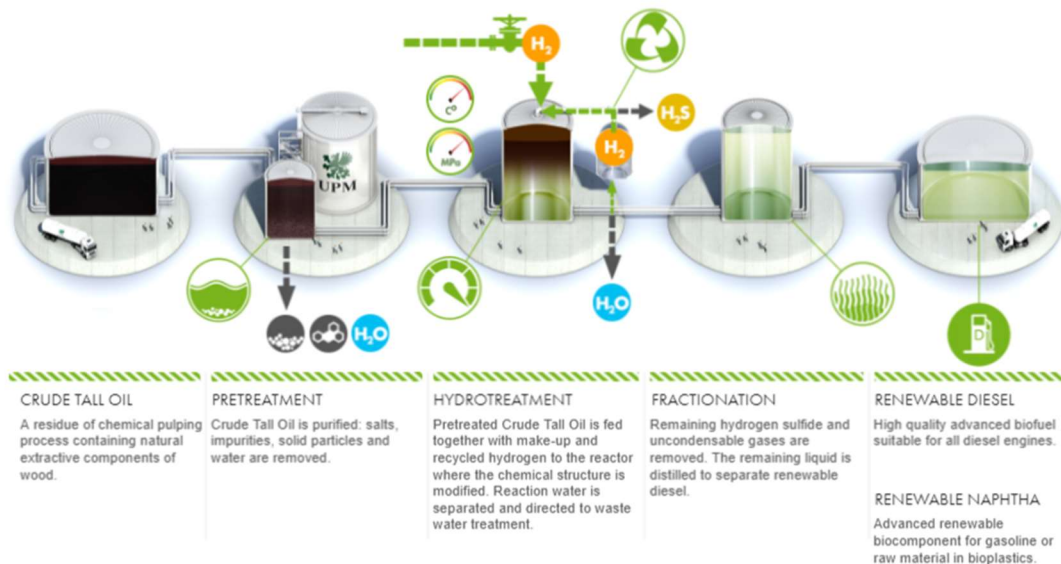 H₂
C°
H₂S
MPa
H₂
UPM
H₂O
H₂O
D
CRUDE TALL OIL
A residue of chemical pulping
process containing natural
extractive components of
wood.
PRETREATMENT
Crude Tall Oil is purified: salts,
impurities, solid particles and
water are removed.
HYDROTREATMENT
Pretreated Crude Tall Oil is fed
together with make-up and
recycled hydrogen to the reactor
where the chemical structure is
modified. Reaction water is
separated and directed to waste
water treatment.
FRACTIONATION
Remaining hydrogen sulfide and
uncondensable gases are
removed. The remaining liquid is
distilled to separate renewable
diesel.
RENEWABLE DIESEL
High quality advanced biofuel
suitable for all diesel engines.
RENEWABLE NAPHTHA
Advanced renewable
biocomponent for gasoline or
raw material in bioplastics.